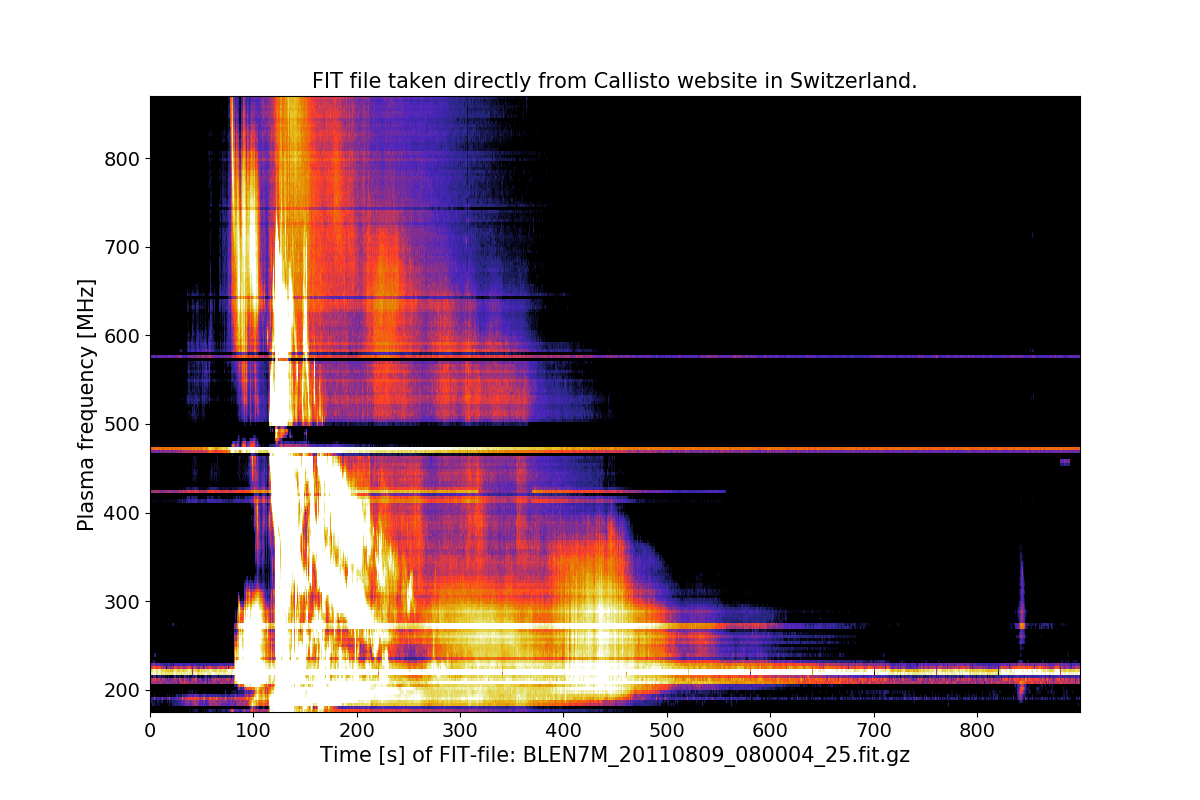 FIT file taken directly from Callisto website in Switzerland.
Plasma frequency [MHz]
800
700
600
500
400
300
200
0 100 200 300 400 500 600 700 800
Time [s] of FIT-file: BLEN7M_20110809_080004_25.fit.gz